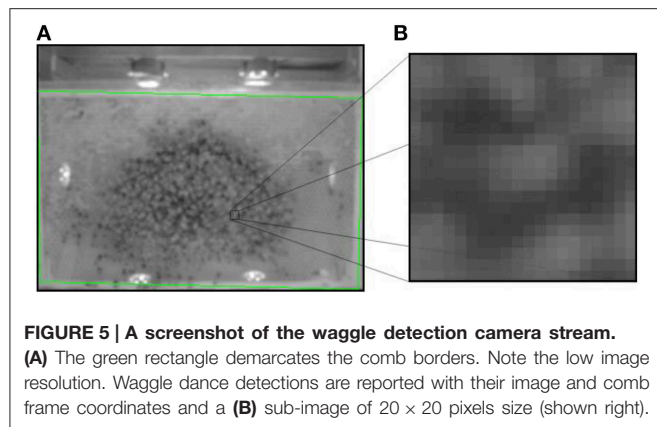 A
B
FIGURE 5 | A screenshot of the waggle detection camera stream.
(A) The green rectangle demarcates the comb borders. Note the low image
resolution. Waggle dance detections are reported with their image and comb
frame coordinates and a (B) sub-image of 20 × 20 pixels size (shown right).